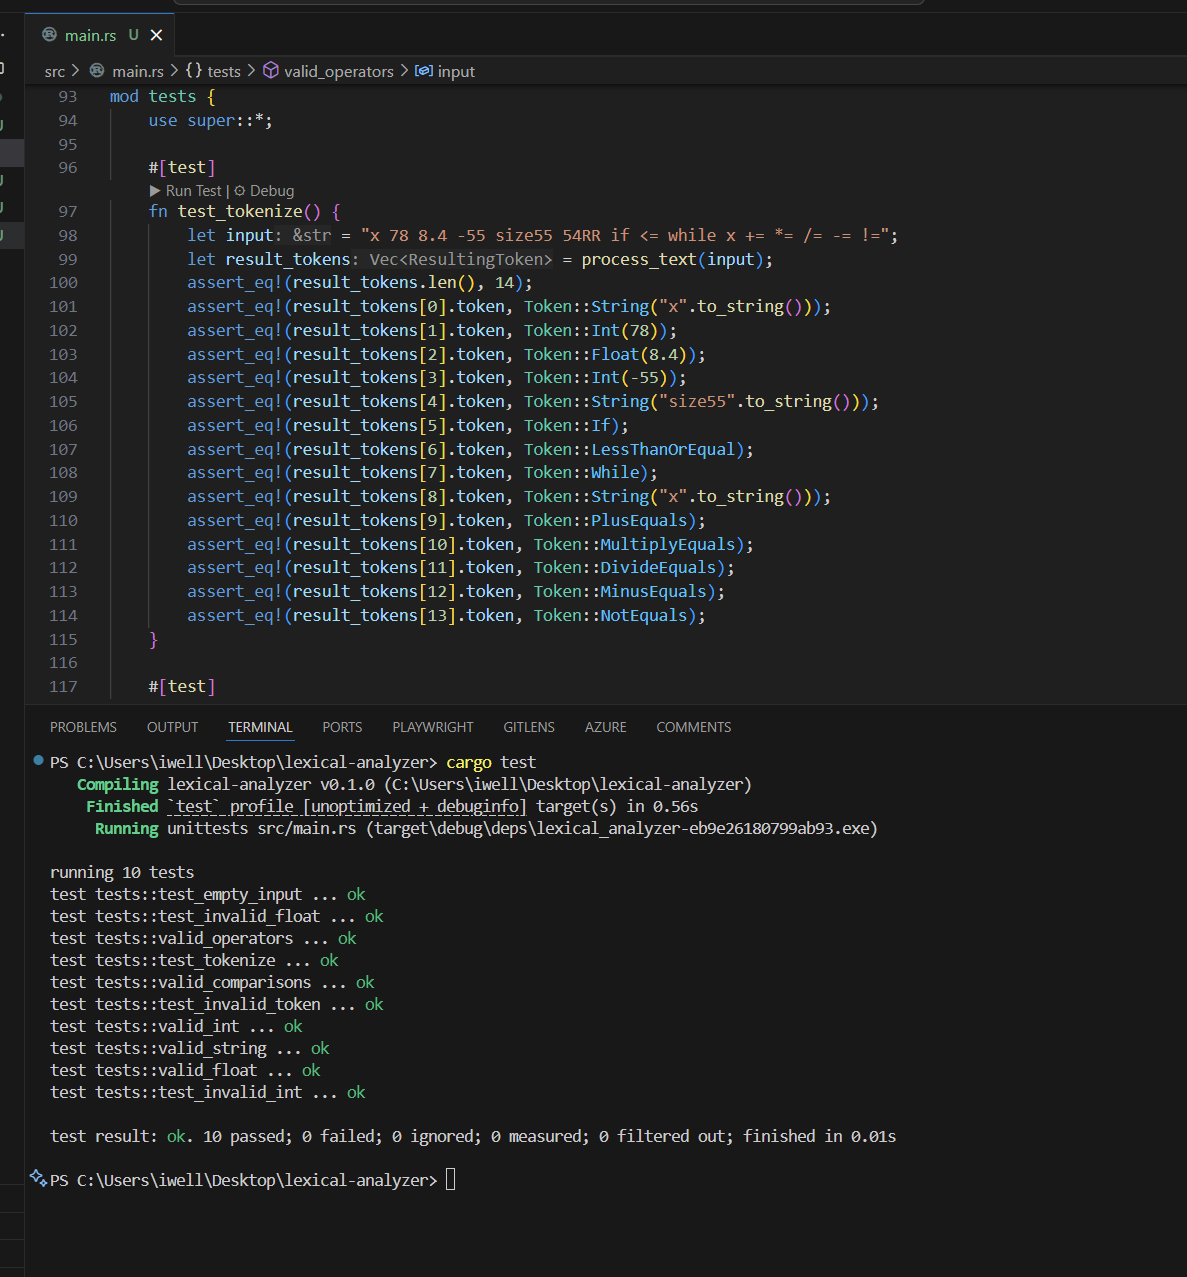 main.rs U
src > main.rs > {} tests > valid_operators > input
93 mod tests {
94 use super::*;
95
96 #[test]
Run Test | Debug
97 fn test_tokenize() {
98 let input: &str = "x 78 8.4 -55 size55 54RR if <= while x += *= /= -= !=";
99 let result_tokens: Vec<ResultingToken> = process_text(input);
100 assert_eq!(result_tokens.len(), 14);
101 assert_eq!(result_tokens[0].token, Token::String("x".to_string()));
102 assert_eq!(result_tokens[1].token, Token::Int(78));
103 assert_eq!(result_tokens[2].token, Token::Float(8.4));
104 assert_eq!(result_tokens[3].token, Token::Int(-55));
105 assert_eq!(result_tokens[4].token, Token::String("size55".to_string()));
106 assert_eq!(result_tokens[5].token, Token::If);
107 assert_eq!(result_tokens[6].token, Token::LessThanOrEqual);
108 assert_eq!(result_tokens[7].token, Token::While);
109 assert_eq!(result_tokens[8].token, Token::String("x".to_string()));
110 assert_eq!(result_tokens[9].token, Token::PlusEquals);
111 assert_eq!(result_tokens[10].token, Token::MultiplyEquals);
112 assert_eq!(result_tokens[11].token, Token::DivideEquals);
113 assert_eq!(result_tokens[12].token, Token::MinusEquals);
114 assert_eq!(result_tokens[13].token, Token::NotEquals);
115 }
116
117 #[test]
PROBLEMS OUTPUT TERMINAL PORTS PLAYWRIGHT GITLENS AZURE COMMENTS
PS C:\Users\iwell\Desktop\lexical-analyzer> cargo test
Compiling lexical-analyzer v0.1.0 (C:\Users\iwell\Desktop\lexical-analyzer)
Finished `test` profile [unoptimized + debuginfo] target(s) in 0.56s
Running unittests src/main.rs (target\debug\deps\lexical_analyzer-eb9e26180799ab93.exe)
running 10 tests
test tests::test_empty_input ... ok
test tests::test_invalid_float ... ok
test tests::valid_operators ... ok
test tests::test_tokenize ... ok
test tests::valid_comparisons ... ok
test tests::test_invalid_token ... ok
test tests::valid_int ... ok
test tests::valid_string ... ok
test tests::valid_float ... ok
test tests::test_invalid_int ... ok
test result: ok. 10 passed; 0 failed; 0 ignored; 0 measured; 0 filtered out; finished in 0.01s
PS C:\Users\iwell\Desktop\lexical-analyzer>